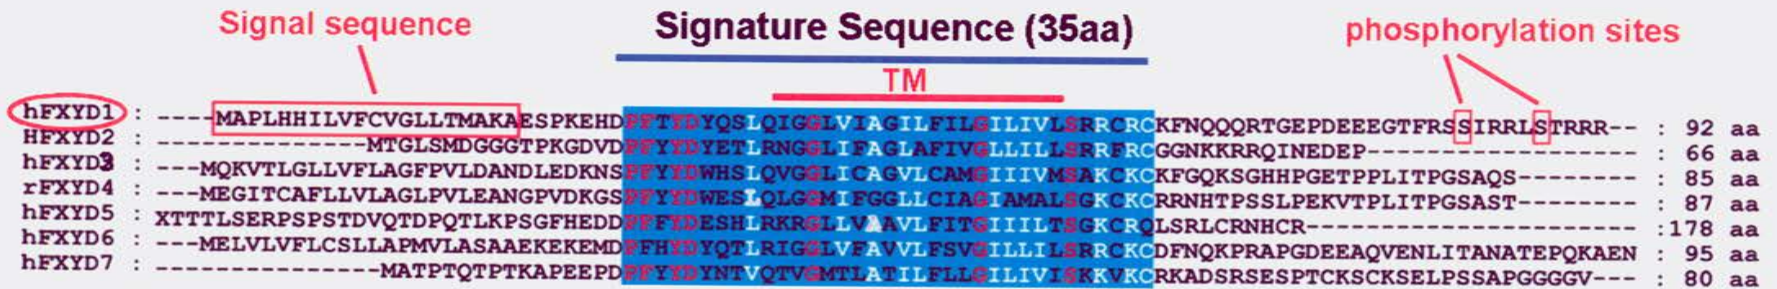 Signal sequence
Signature Sequence (35aa)
phosphorylation sites
TM
hFXYD1 : ----MAPLHHILVFCVGLLTMAKAESPKEHDPFTYDYQSLQIGGLVIAGILFILGILIVLSRRCRCKFNQQQRTGEPDEEEGTFRSSIRRLSTRRR-- : 92 aa
HFXYD2 : ---------------MTGLSMDGGGTPKGDVDPFYYDYETLRNGGLIFAGLAFIVGLLILLSRRFRCGGNKKRRQINEDEP----------------- : 66 aa
hFXYD3 : ---MQKVTLGLLVFLAGFPVLDANDLEDKNSPFYYDWHSLQVGGLICAGVLCAMGIIIVMSAKCKCKFGQKSGHHPGETPPLITPGSAQS-------- : 85 aa
rFXYD4 : ---MEGITCAFLLVLAGLPVLEANGPVDKGSPFYYDWESLQLGGMIFGGLLCIAGIAMALSGKCKCRRNHTPSSLPEKVTPLITPGSAST-------- : 87 aa
hFXYD5 : XTTTLSERPSPSTDVQTDPQTLKPSGFHEDDPFFYDESHLRKRGLLVAAVLFITGIIILTSGKCRQLSRLCRNHCR---------------------- :178 aa
hFXYD6 : ---MELVLVFLCSLLAPMVLASAAEKEKEMDPFHYDYQTLRIGGLVFAVVLFSVGILLILSRRCKCDFNQKPRAPGDEEAQVENLITANATEPQKAEN : 95 aa
hFXYD7 : ----------------MATPTQTPTKAPEEPDPFYYDYNTVQTVGMTLATILFLLGILIVISKKVKCRKADSRSESPTCKSCKSELPSSAPGGGGV--- : 80 aa